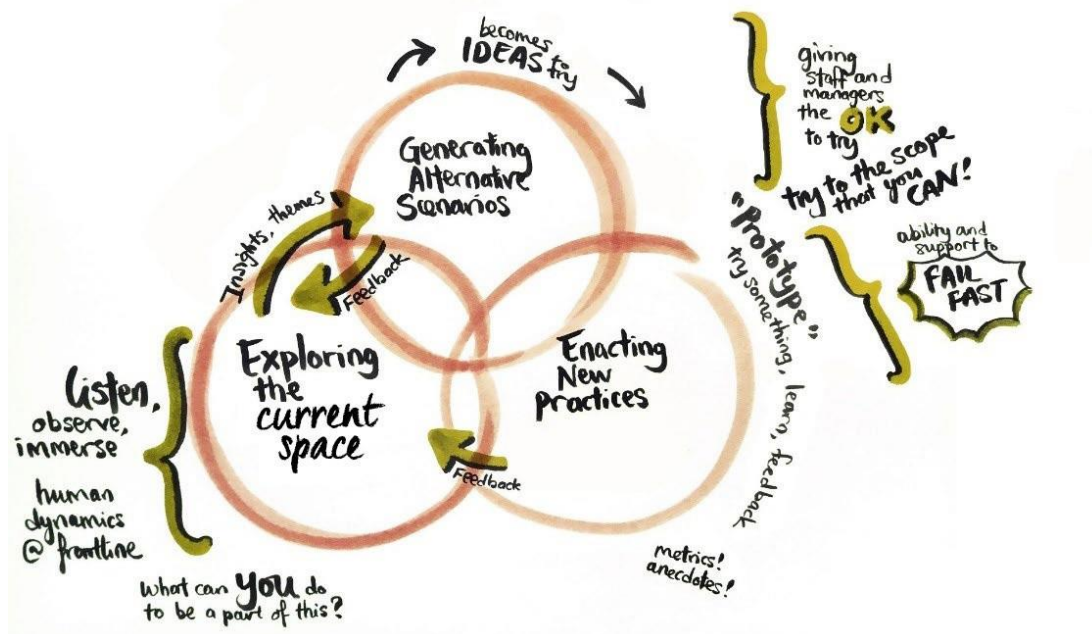 becomes
IDEAS to
try
giving
staff and
managers
the OK
to try
try to the scope
that you
CAN!
ability and
support to
FAIL
FAST
Generating
Alternative
Scenarios
Insights, themes
Feedback
"Prototype"
try something, learn, feedback
Exploring
the
current
space
Enacting
New
Practices
Listen,
observe,
immerse
human
dynamics
@ frontline
Feedback
metrics!
anecdotes!
What can YOU do
to be a part of this?